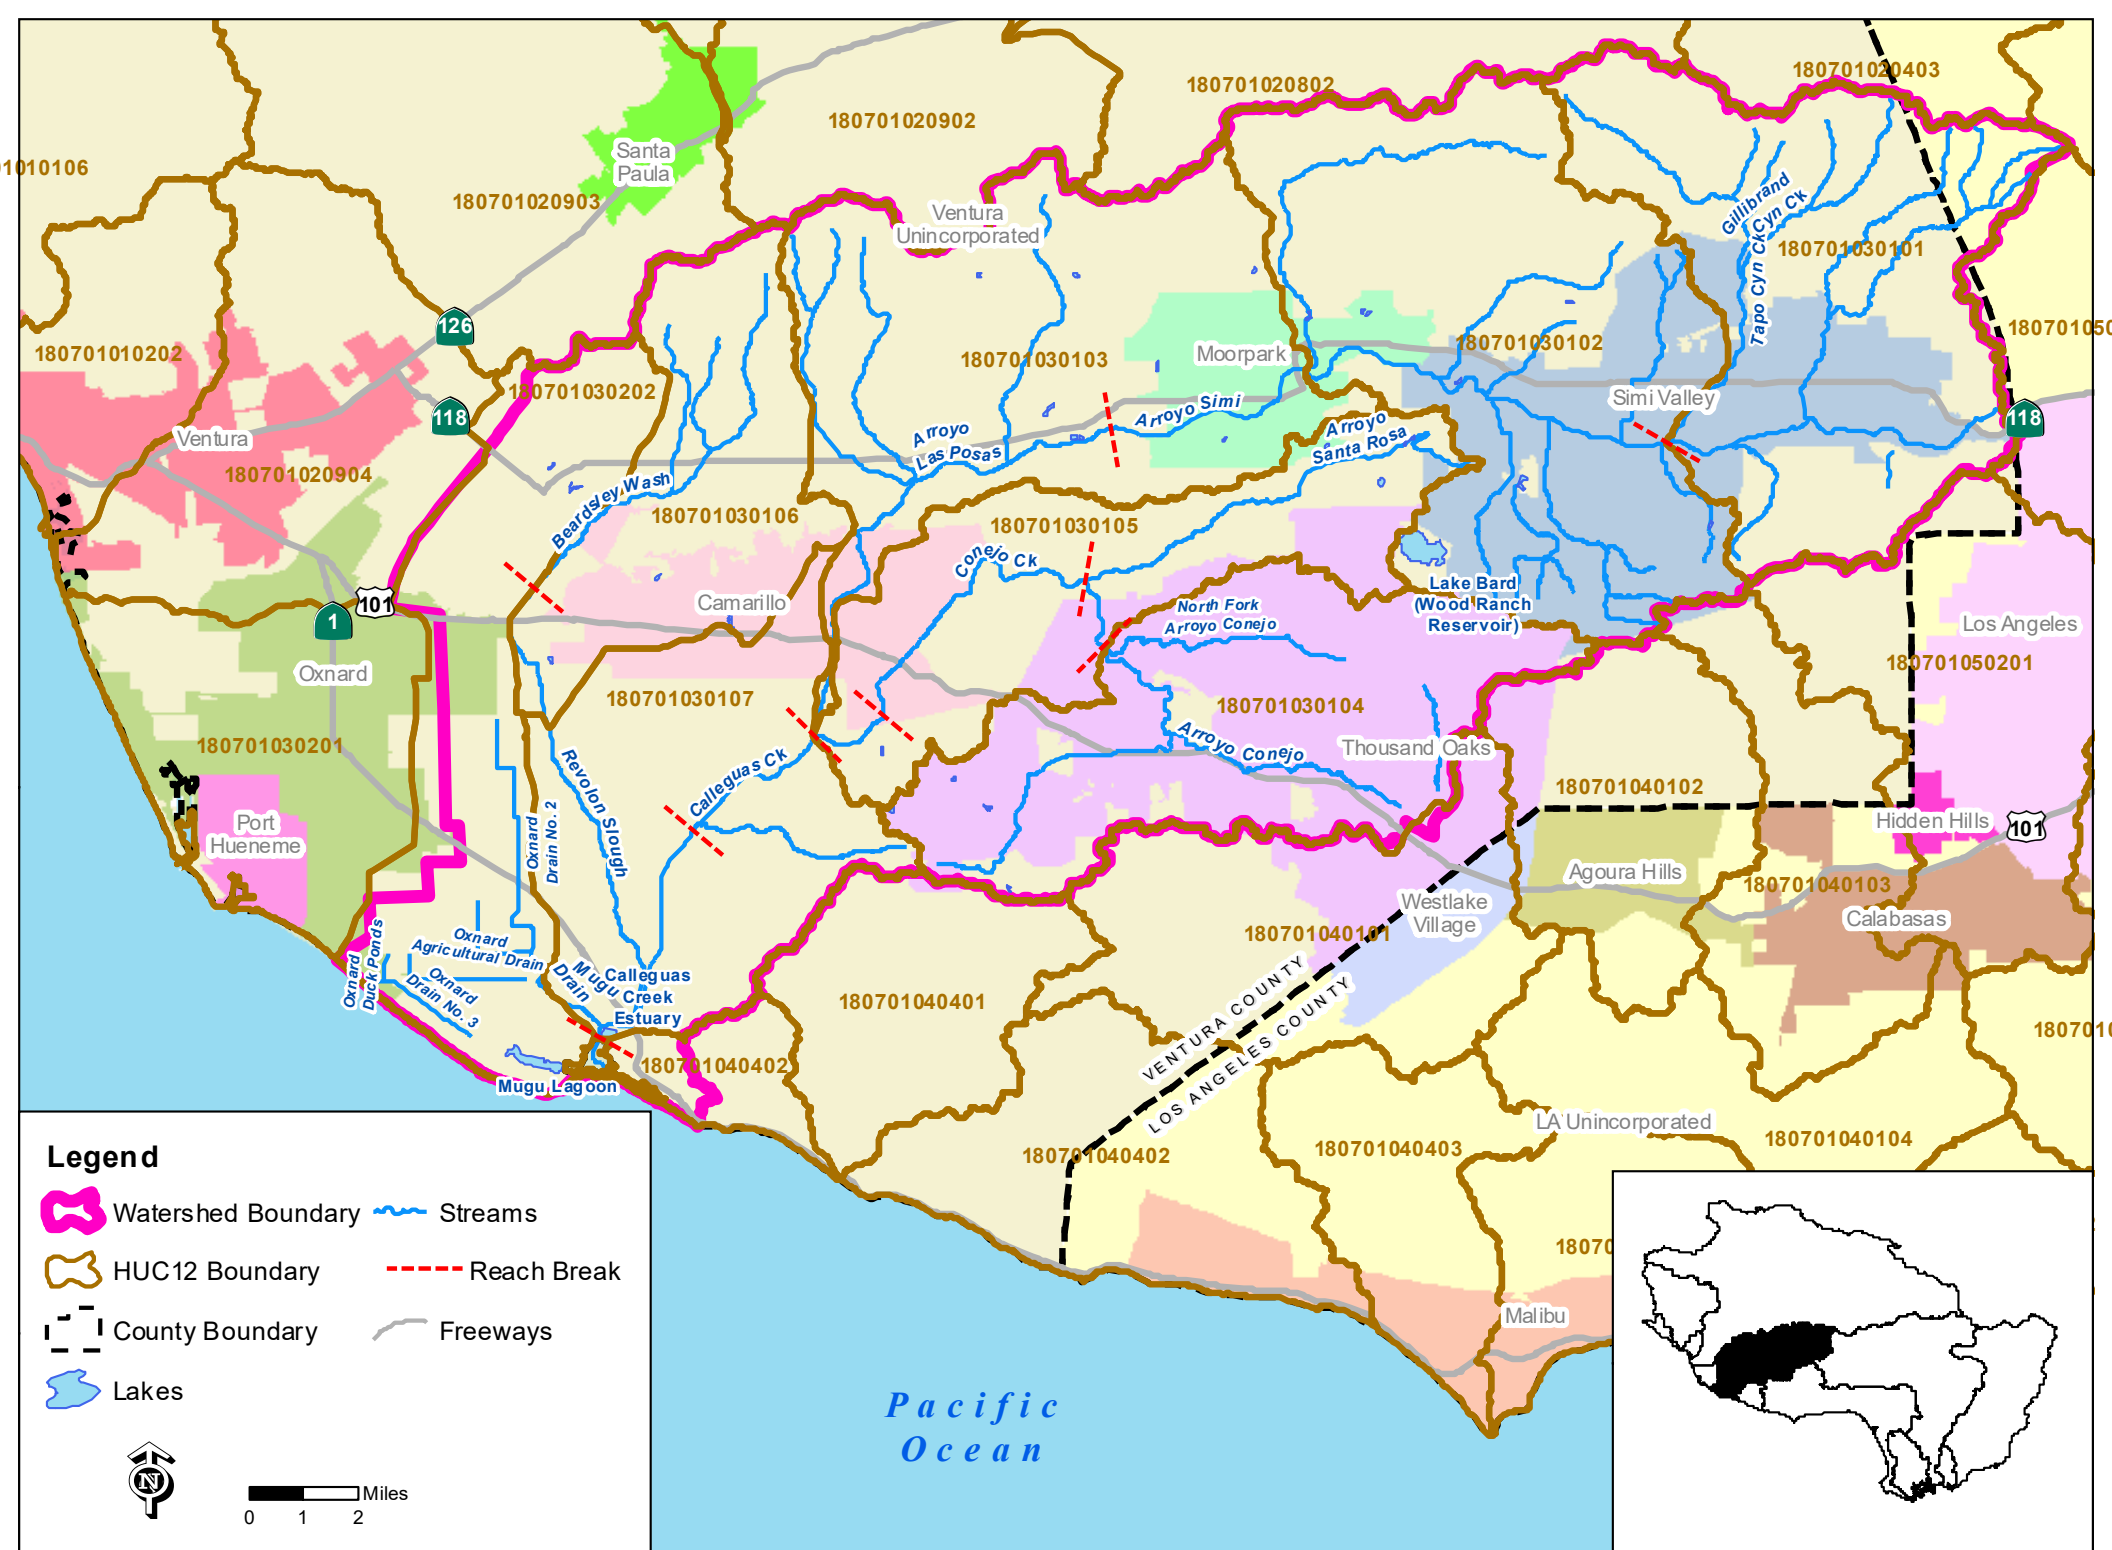 180701020403
180701020802
180701020902
01010106
Santa
Paula
180701020903
Gillibrand
Cyn Ck
Tapo Cyn Ck
Ventura
Unincorporated
180701030101
126
180701010202
180701030103
Moorpark
180701030102
18070105
180701030202
118
Simi Valley
118
Arroyo Simi
Ventura
Arroyo
Las Posas
Arroyo
Santa Rosa
180701020904
Beardsley Wash
180701030106
180701030105
Conejo Ck
101
Camarillo
Lake Bard
(Wood Ranch
Reservoir)
North Fork
Arroyo Conejo
1
Los Angeles
Oxnard
180701050201
180701030107
180701030104
180701030201
Arroyo Conejo
Thousand Oaks
Calleguas Ck
Revolon Slough
180701040102
Port
Hueneme
Oxnard
Drain No. 2
Hidden Hills
101
Agoura Hills
180701040103
Westlake
Village
Calabasas
180701040101
Oxnard
Duck Ponds
Oxnard
Agricultural Drain
Oxnard
Drain No. 3
Mugu
Drain
Calleguas
Creek
Estuary
180701040401
VENTURA COUNTY
LOS ANGELES COUNTY
180701040402
Mugu Lagoon
LA Unincorporated
180701040104
180701040402
180701040403
Malibu
Pacific
Ocean
Legend
Watershed Boundary
Streams
HUC12 Boundary
Reach Break
County Boundary
Freeways
Lakes
N
Miles
0 1 2